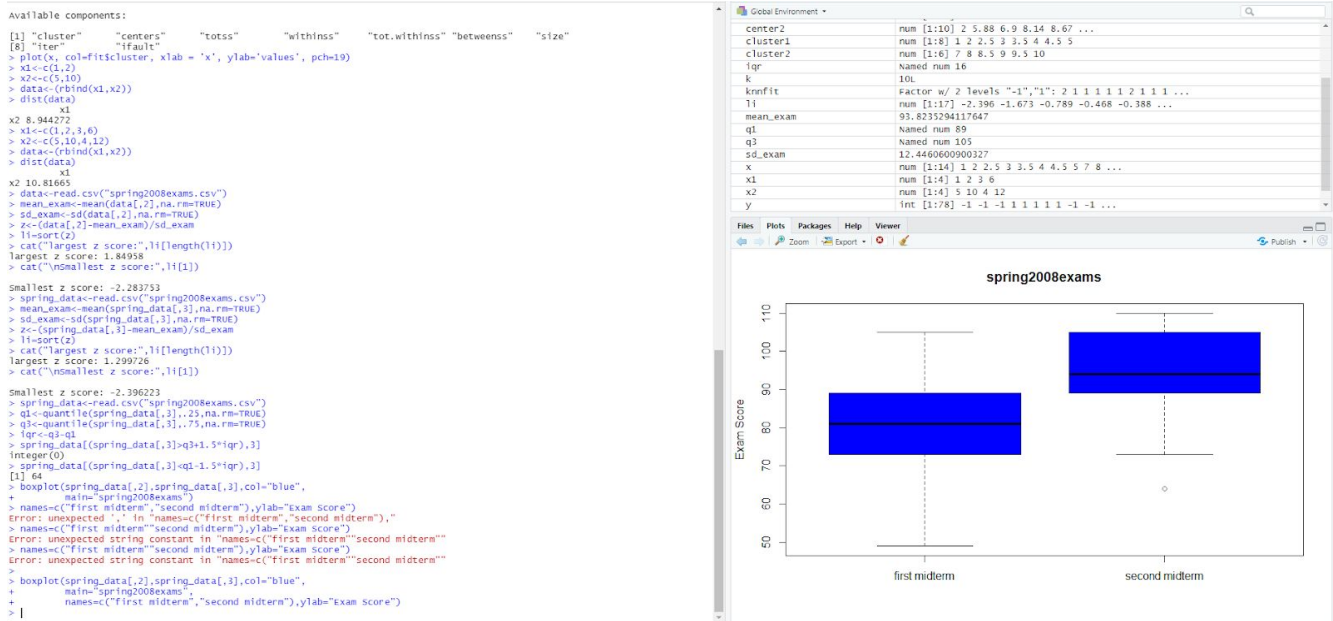 Available components:
[1] "cluster" "centers" "totss" "withinss" "tot.withinss" "betweenss" "size"
[8] "iter" "ifault"
> plot(x, col=fit$cluster, xlab = 'x', ylab='values', pch=19)
> x1<-c(1,2)
> x2<-c(5,10)
> data<-(rbind(x1,x2))
> dist(data)
x1
x2 8.944272
> x1<-c(1,2,3,6)
> x2<-c(5,10,4,12)
> data<-(rbind(x1,x2))
> dist(data)
x1
x2 10.81665
> data<-read.csv("spring2008exams.csv")
> mean_exam<-mean(data[,2],na.rm=TRUE)
> sd_exam<-sd(data[,2],na.rm=TRUE)
> z<-(data[,2]-mean_exam)/sd_exam
> li=sort(z)
> cat("largest z score:",li[length(li)])
largest z score: 1.84958
> cat("\nSmallest z score:",li[1])
Smallest z score: -2.283753
> spring_data<-read.csv("spring2008exams.csv")
> mean_exam<-mean(spring_data[,3],na.rm=TRUE)
> sd_exam<-sd(spring_data[,3],na.rm=TRUE)
> z<-(spring_data[,3]-mean_exam)/sd_exam
> li=sort(z)
> cat("largest z score:",li[length(li)])
largest z score: 1.299726
> cat("\nSmallest z score:",li[1])
Smallest z score: -2.396223
> spring_data<-read.csv("spring2008exams.csv")
> q1<-quantile(spring_data[,3],.25,na.rm=TRUE)
> q3<-quantile(spring_data[,3],.75,na.rm=TRUE)
> iqr<-q3-q1
> spring_data[(spring_data[,3]>q3+1.5*iqr),3]
integer(0)
> spring_data[(spring_data[,3]<q1-1.5*iqr),3]
[1] 64
> boxplot(spring_data[,2],spring_data[,3],col="blue",
+ main="spring2008exams")
> names=c("first midterm","second midterm"),ylab="Exam Score")
Error: unexpected ',' in "names=c("first midterm","second midterm"),"
> names=c("first midterm""second midterm"),ylab="Exam Score")
Error: unexpected string constant in "names=c("first midterm""second midterm""
> names=c("first midterm""second midterm"),ylab="Exam Score")
Error: unexpected string constant in "names=c("first midterm""second midterm""
>
> boxplot(spring_data[,2],spring_data[,3],col="blue",
+ main="spring2008exams",
+ names=c("first midterm","second midterm"),ylab="Exam Score")
>
Global Environment
center2 num [1:10] 2 5.88 6.9 8.14 8.67 ...
cluster1 num [1:8] 1 2 2.5 3 3.5 4 4.5 5
cluster2 num [1:6] 7 8 8.5 9 9.5 10
iqr Named num 16
k 10L
knnfit Factor w/ 2 levels "-1","1": 2 1 1 1 1 1 2 1 1 1 ...
li num [1:17] -2.396 -1.673 -0.789 -0.468 -0.388 ...
mean_exam 93.8235294117647
q1 Named num 89
q3 Named num 105
sd_exam 12.4460600900327
x num [1:14] 1 2 2.5 3 3.5 4 4.5 5 7 8 ...
x1 num [1:4] 1 2 3 6
x2 num [1:4] 5 10 4 12
y int [1:78] -1 -1 -1 1 1 1 1 1 -1 -1 ...
Files Plots Packages Help Viewer
Zoom Export Publish
spring2008exams
Exam Score
110
100
90
80
70
60
50
first midterm second midterm